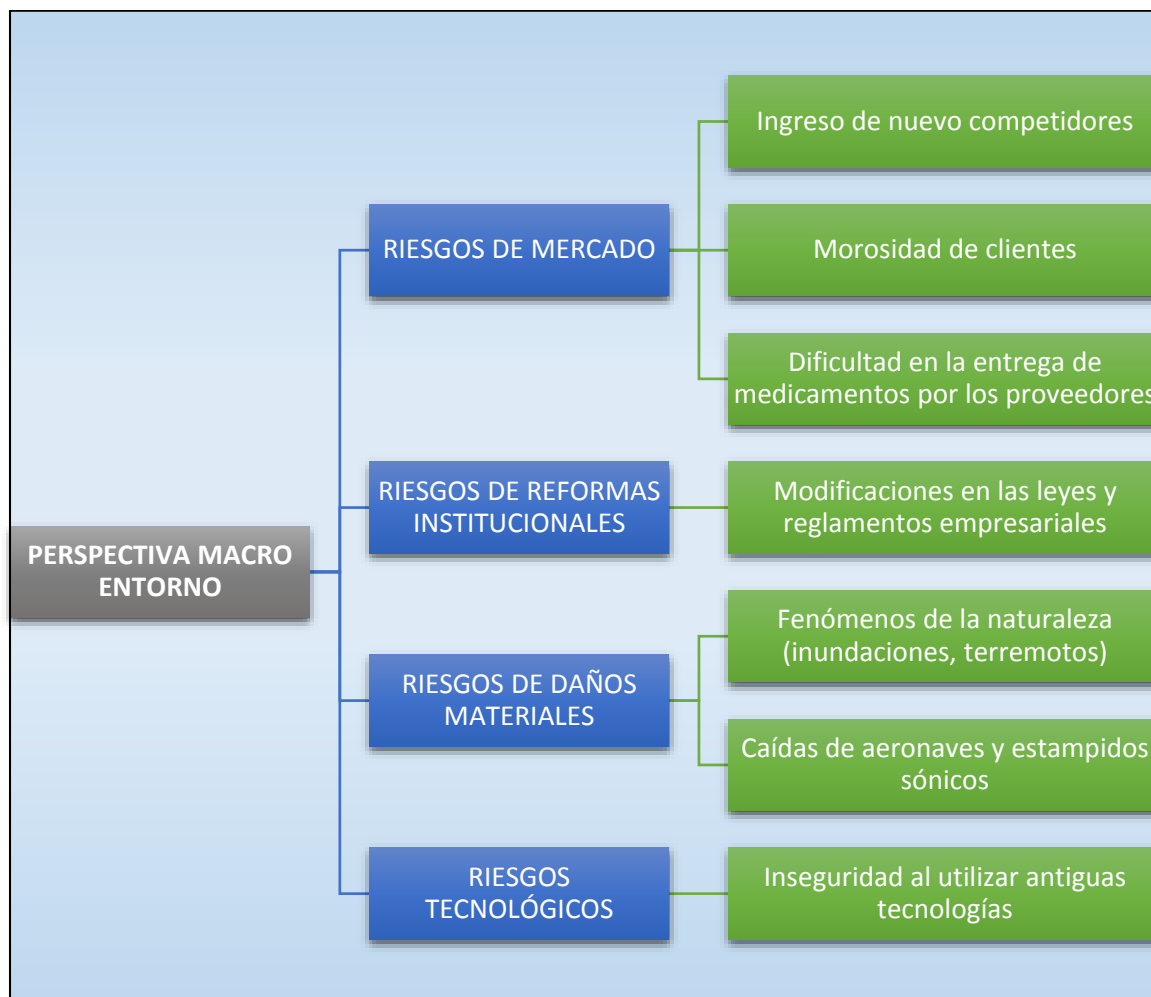 Ingreso de nuevo competidores
RIESGOS DE MERCADO
Morosidad de clientes
Dificultad en la entrega de
medicamentos por los proveedores
RIESGOS DE REFORMAS
INSTITUCIONALES
Modificaciones en las leyes y
reglamentos empresariales
PERSPECTIVA MACRO
ENTORNO
Fenómenos de la naturaleza
(inundaciones, terremotos)
RIESGOS DE DAÑOS
MATERIALES
Caídas de aeronaves y estampidos
sónicos
RIESGOS
TECNOLÓGICOS
Inseguridad al utilizar antiguas
tecnologías